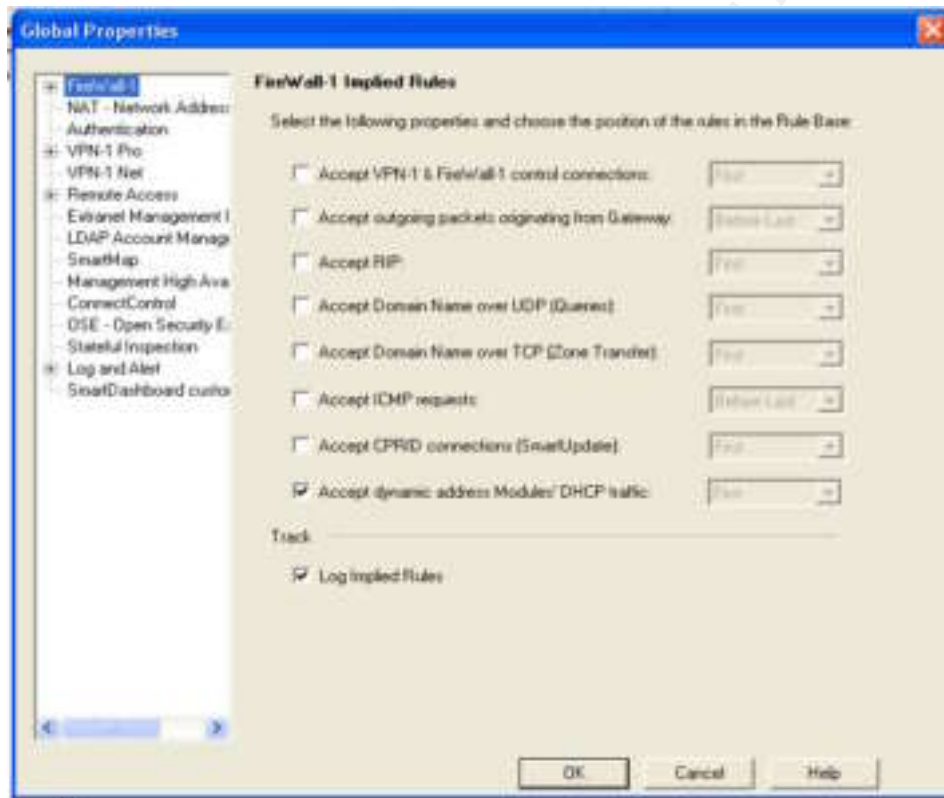 Global Properties
FireWall-1
NAT - Network Address
Authentication
VPN-1 Pro
VPN-1 Net
Remote Access
Extranet Management I
LDAP Account Manage
SmartMap
Management High Ava
ConnectControl
OSE - Open Security E
Stateful Inspection
Log and Alert
SmartDashboard custo
FireWall-1 Implied Rules
Select the following properties and choose the position of the rules in the Rule Base:
Accept VPN-1 & FireWall-1 control connections: First
Accept outgoing packets originating from Gateway: Before Last
Accept RIP: First
Accept Domain Name over UDP (Queries): First
Accept Domain Name over TCP (Zone Transfer): First
Accept ICMP requests: Before Last
Accept CPRID connections (SmartUpdate): First
Accept dynamic address Modules' DHCP traffic: First
Track
Log Implied Rules
OK
Cancel
Help